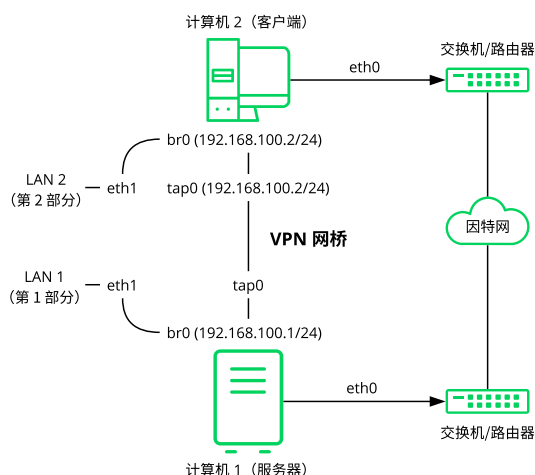 计算机 2（客户端）
交换机/路由器
eth0
br0 (192.168.100.2/24)
LAN 2
（第 2 部分）
eth1
tap0 (192.168.100.2/24)
因特网
VPN 网桥
LAN 1
（第 1 部分）
eth1
tap0
br0 (192.168.100.1/24)
eth0
交换机/路由器
计算机 1（服务器）